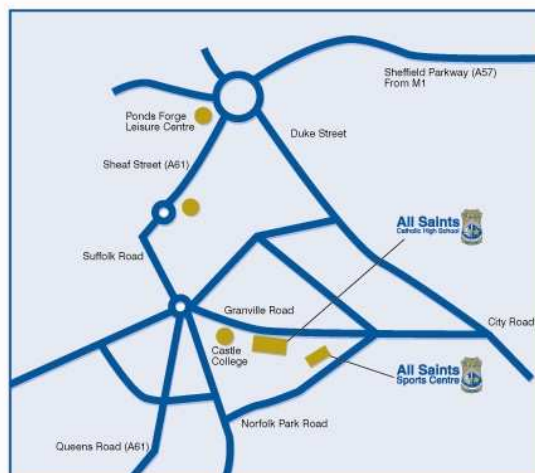 Sheffield Parkway (A57)
From M1
Ponds Forge
Leisure Centre
Duke Street
Sheaf Street (A61)
All Saints
Catholic High School
Suffolk Road
Granville Road
City Road
Castle
College
All Saints
Sports Centre
Norfolk Park Road
Queens Road (A61)